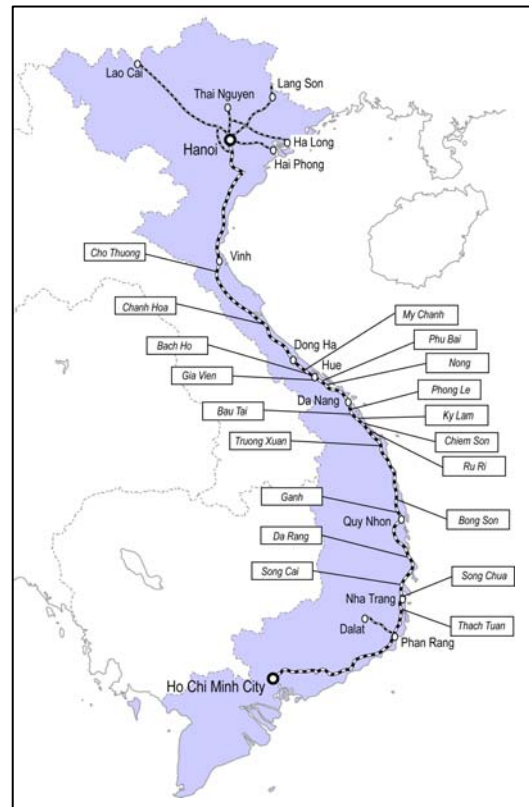 Lao Cai
Lang Son
Thai Nguyen
Ha Long
Hanoi
Hai Phong
Cho Thuong
Vinh
Chanh Hoa
My Chanh
Bach Ho
Dong Ha
Phu Bai
Hue
Nong
Gia Vien
Da Nang
Phong Le
Bau Tai
Ky Lam
Chiem Son
Truong Xuan
Ru Ri
Ganh
Quy Nhon
Bong Son
Da Rang
Song Cai
Song Chua
Nha Trang
Dalat
Thach Tuan
Phan Rang
Ho Chi Minh City